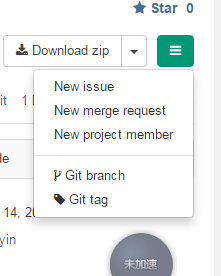 Star 0
Download zip
New issue
it 1
New merge request
New project member
de
Git branch
14, 20
Git tag
yin
未加速